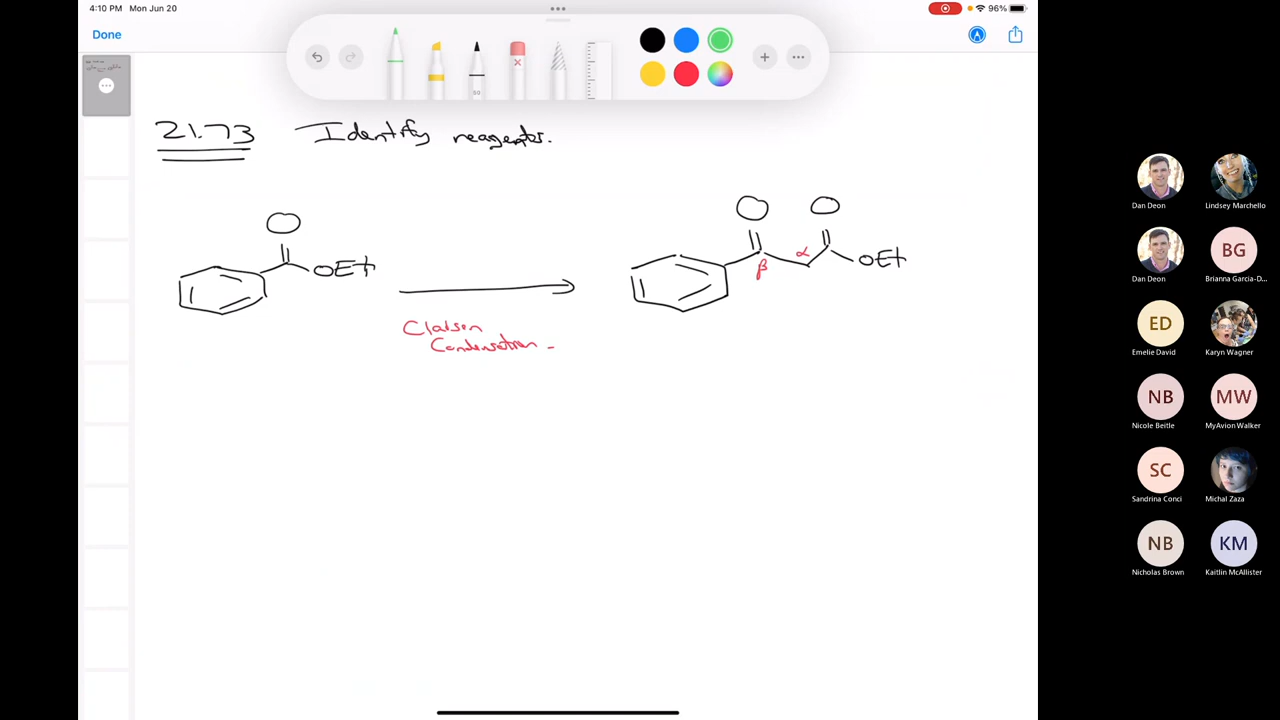 4:10 PM Mon Jun 20
96%
Done
50
21.73 Identify reagents.
O
OEt
Claisen
Condensation -
O O
β α
OEt
Dan Deon
Lindsey Marchello
Dan Deon
BG
Brianna Garcia-D...
ED
Emelie David
Karyn Wagner
NB
Nicole Beitle
MW
MyAvion Walker
SC
Sandrina Conci
Michal Zaza
NB
Nicholas Brown
KM
Kaitlin McAllister